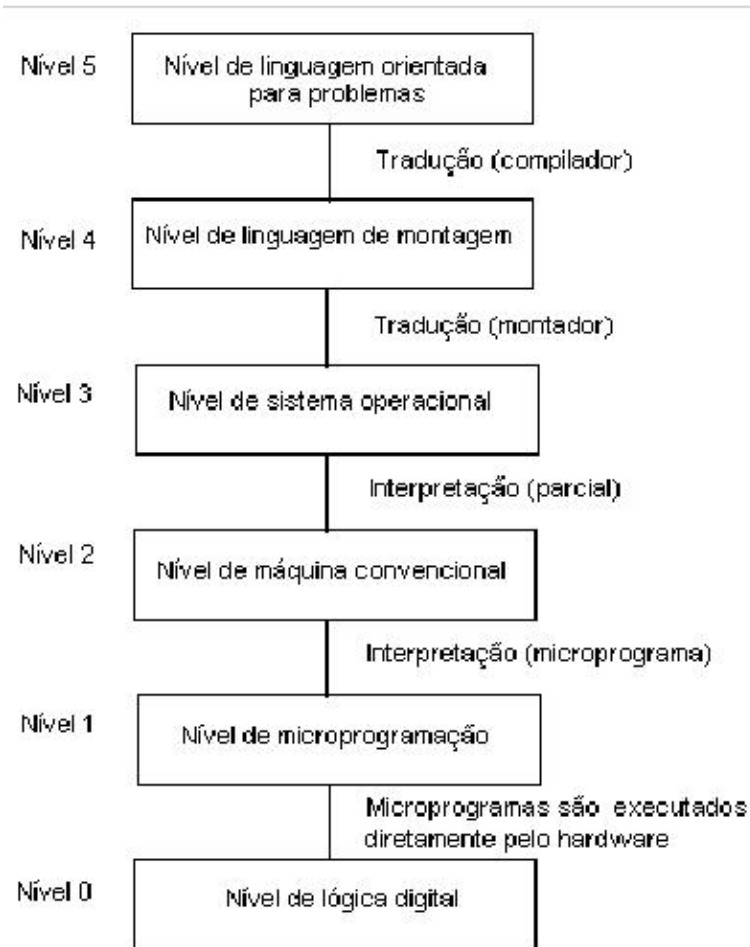 Nível 5
Nível de linguagem orientada
para problemas
Tradução (compilador)
Nível 4
Nível de linguagem de montagem
Tradução (montador)
Nível 3
Nível de sistema operacional
Interpretação (parcial)
Nível 2
Nível de máquina convencional
Interpretação (microprograma)
Nível 1
Nível de microprogramação
Microprogramas são executados
diretamente pelo hardware
Nível 0
Nível de lógica digital